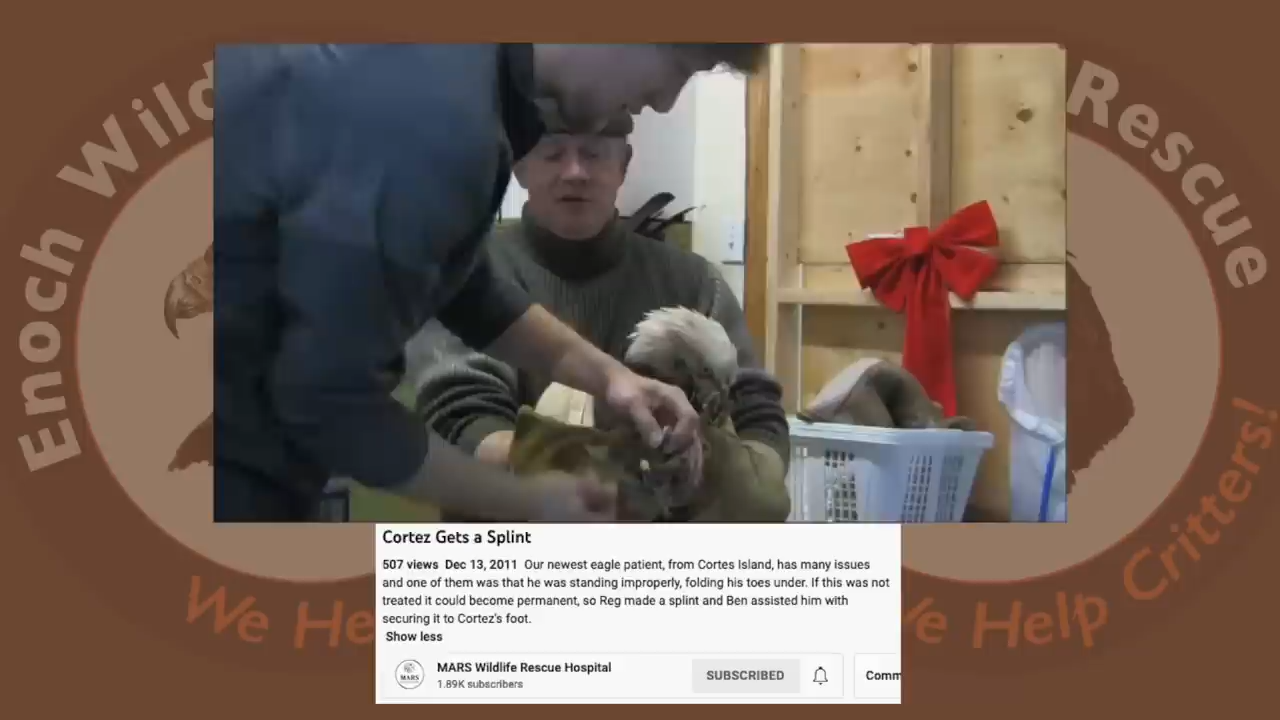 Enoch Wild
Rescue
Cortez Gets a Splint
507 views Dec 13, 2011 Our newest eagle patient, from Cortes Island, has many issues
and one of them was that he was standing improperly, folding his toes under. If this was not
treated it could become permanent, so Reg made a splint and Ben assisted him with
securing it to Cortez's foot.
Show less
MARS
MARS Wildlife Rescue Hospital
1.89K subscribers
SUBSCRIBED
Comm
We He
e Help Critters!